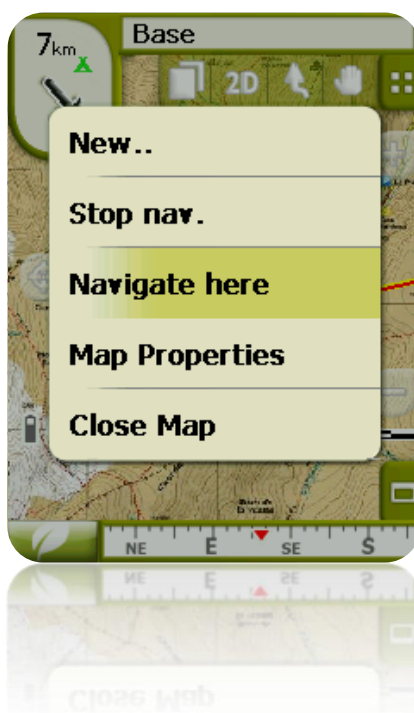 7km
Base
2D
New..
Stop nav.
Navigate here
Map Properties
Close Map
NE E SE S